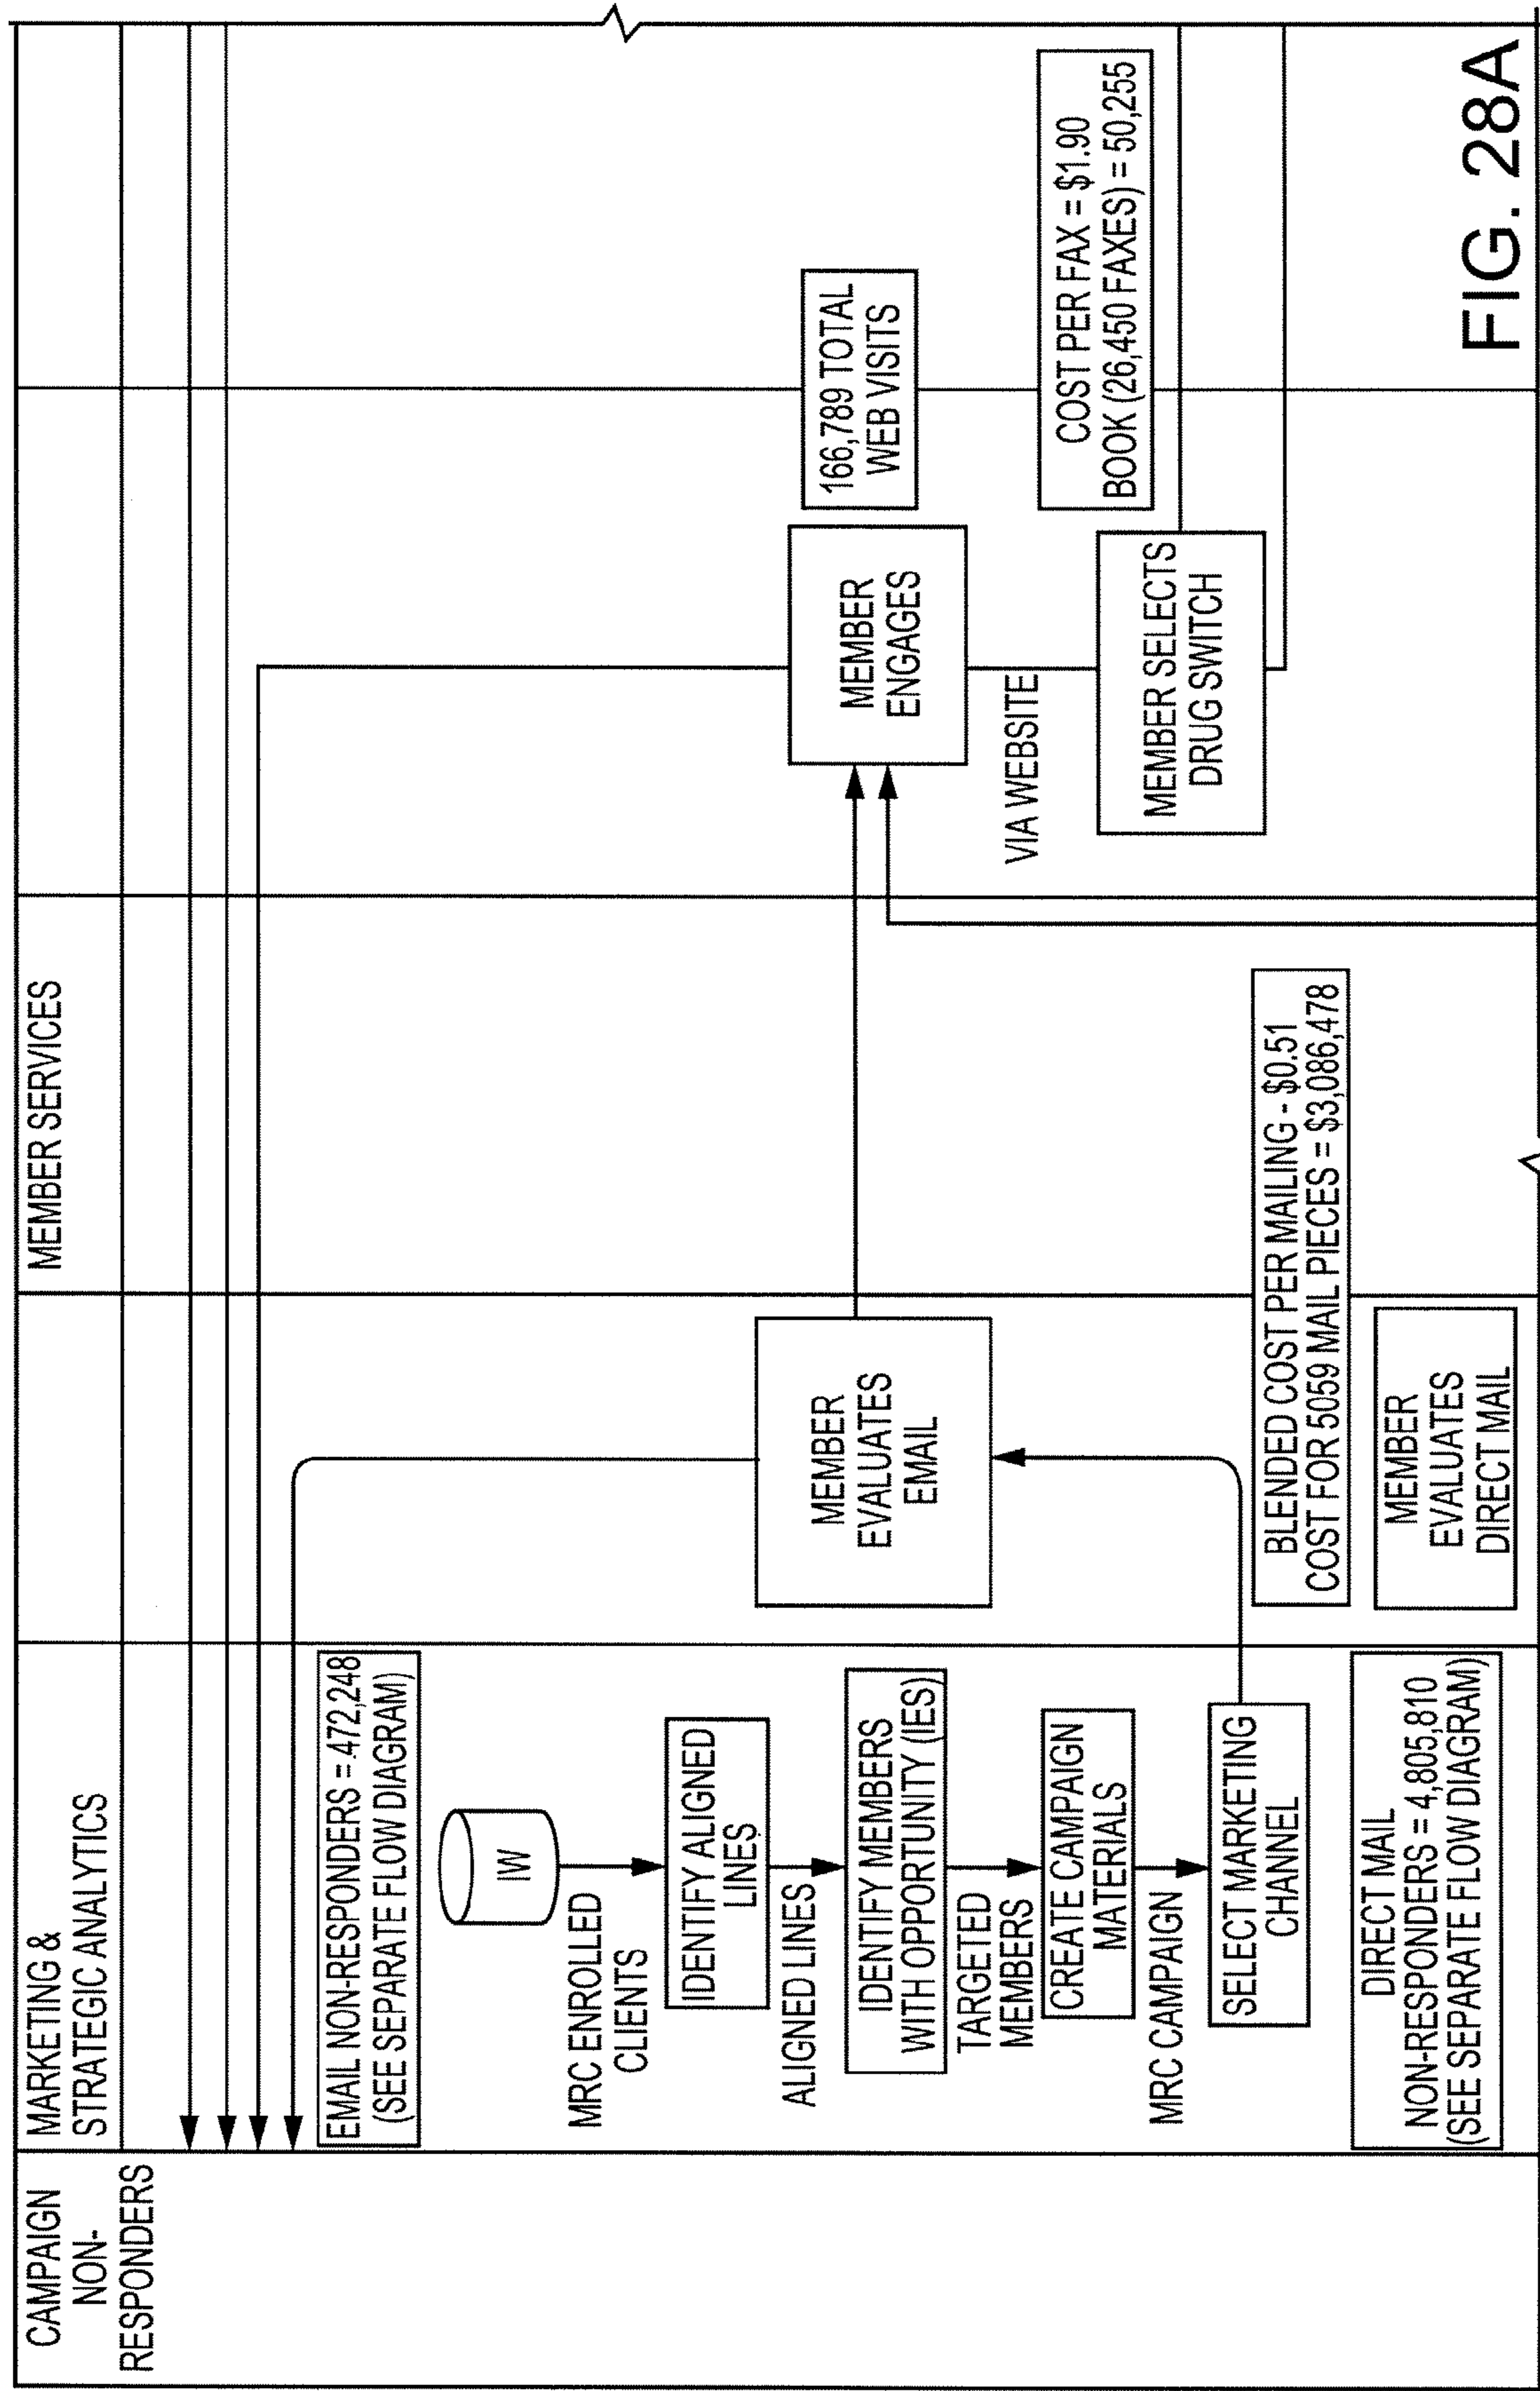 CAMPAIGN
NON-
RESPONDERS
MARKETING &
STRATEGIC ANALYTICS
MEMBER SERVICES
EMAIL NON-RESPONDERS = 472,248
(SEE SEPARATE FLOW DIAGRAM)
IW
MRC ENROLLED
CLIENTS
IDENTIFY ALIGNED
LINES
ALIGNED LINES
IDENTIFY MEMBERS
WITH OPPORTUNITY (IES)
TARGETED
MEMBERS
CREATE CAMPAIGN
MATERIALS
MRC CAMPAIGN
SELECT MARKETING
CHANNEL
DIRECT MAIL
NON-RESPONDERS = 4,805,810
(SEE SEPARATE FLOW DIAGRAM)
MEMBER
EVALUATES
EMAIL
BLENDED COST PER MAILING - $0.51
COST FOR 5059 MAIL PIECES = $3,086,478
MEMBER
EVALUATES
DIRECT MAIL
MEMBER
ENGAGES
VIA WEBSITE
MEMBER SELECTS
DRUG SWITCH
166,789 TOTAL
WEB VISITS
COST PER FAX = $1.90
BOOK (26,450 FAXES) = 50,255
FIG. 28A